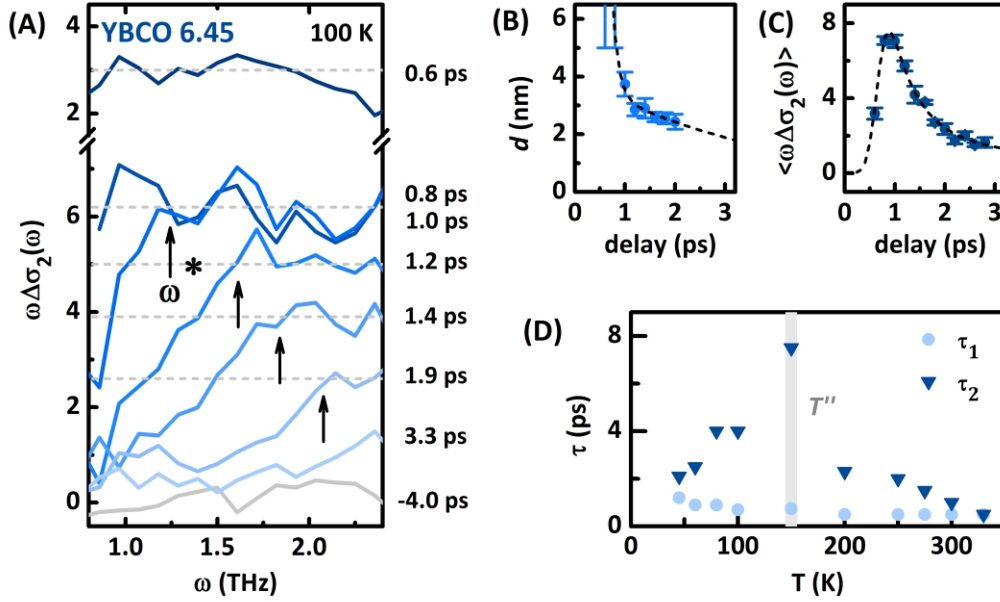 (A)
YBCO 6.45
100 K
4
2
6
4
2
0
ωΔσ₂(ω)
1.0
1.5
2.0
ω (THz)
ω *
0.6 ps
0.8 ps
1.0 ps
1.2 ps
1.4 ps
1.9 ps
3.3 ps
-4.0 ps
(B)
6
4
2
0
d (nm)
0
1
2
3
delay (ps)
(C)
8
4
0
<ωΔσ₂(ω)>
0
1
2
3
delay (ps)
(D)
8
4
0
τ (ps)
τ₁
τ₂
T''
0
100
200
300
T (K)